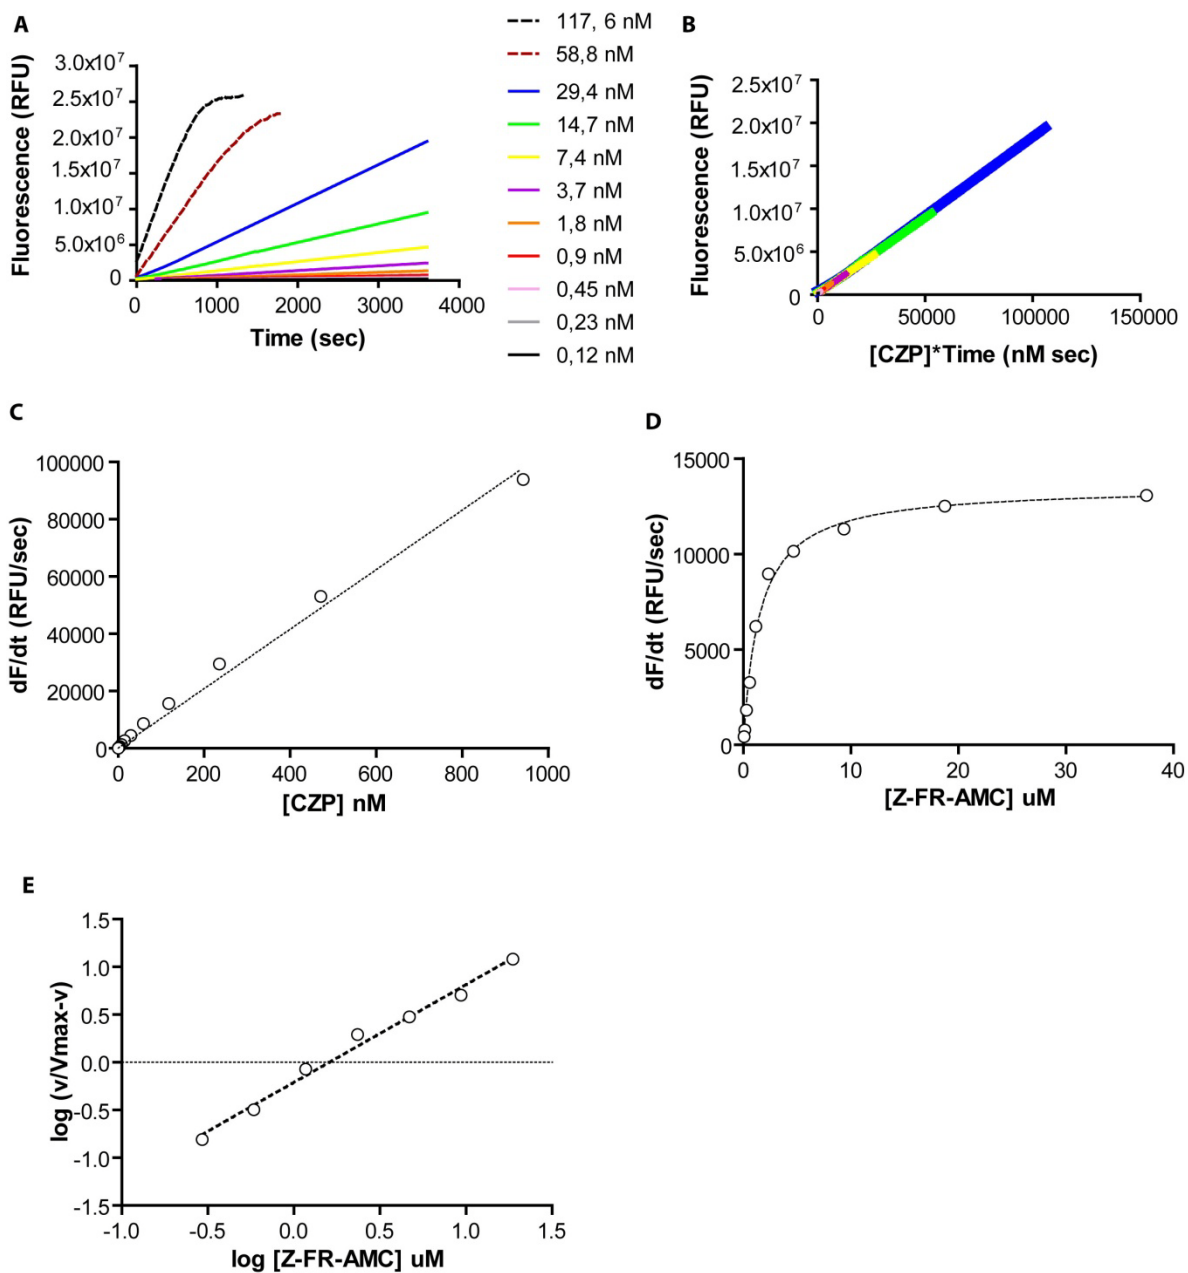 A
Fluorescence (RFU)
3.0x10⁷
2.5x10⁷
2.0x10⁷
1.5x10⁷
1.0x10⁷
5.0x10⁶
0
0 1000 2000 3000 4000
Time (sec)
117, 6 nM
58,8 nM
29,4 nM
14,7 nM
7,4 nM
3,7 nM
1,8 nM
0,9 nM
0,45 nM
0,23 nM
0,12 nM
B
Fluorescence (RFU)
2.5x10⁷
2.0x10⁷
1.5x10⁷
1.0x10⁷
5.0x10⁶
0
0 50000 100000 150000
[CZP]*Time (nM sec)
C
dF/dt (RFU/sec)
100000
80000
60000
40000
20000
0
0 200 400 600 800 1000
[CZP] nM
D
dF/dt (RFU/sec)
15000
10000
5000
0
0 10 20 30 40
[Z-FR-AMC] uM
E
log (v/Vmax-v)
1.5
1.0
0.5
0.0
-0.5
-1.0
-1.5
-1.0 -0.5 0.0 0.5 1.0 1.5
log [Z-FR-AMC] uM